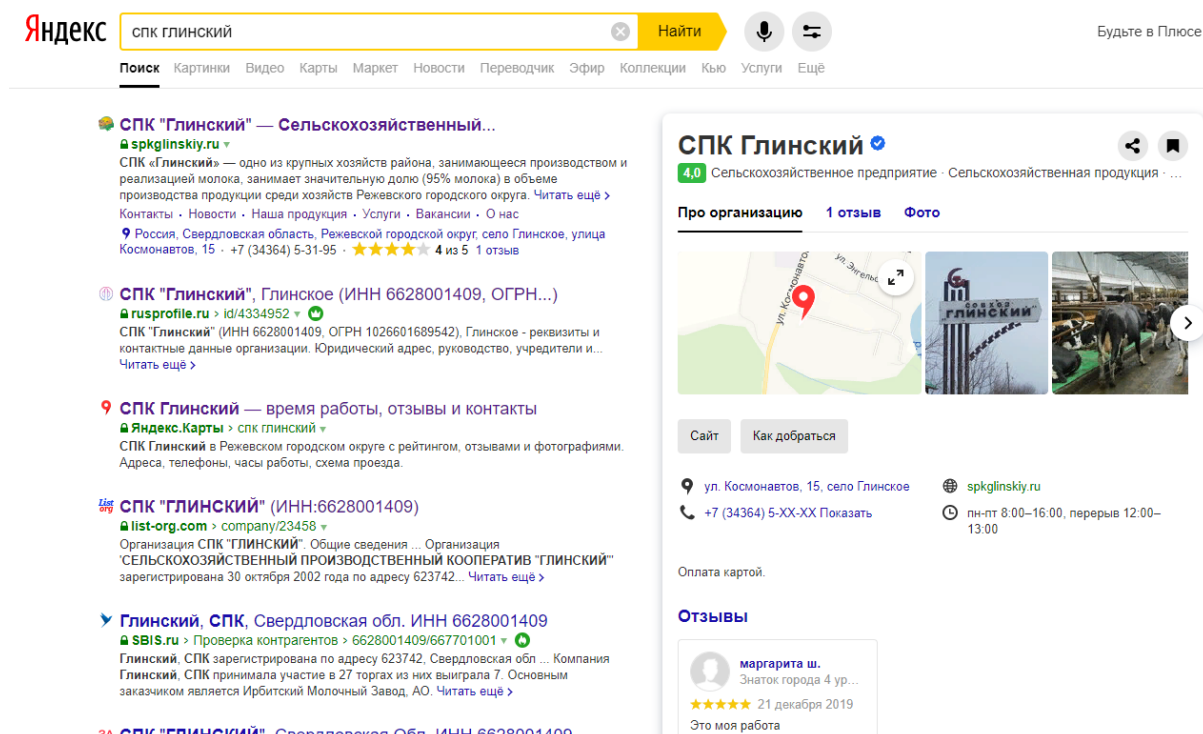 Яндекс
спк глинский
Найти
Будьте в Плюсе
Поиск Картинки Видео Карты Маркет Новости Переводчик Эфир Коллекции Кью Услуги Ещё
СПК "Глинский" — Сельскохозяйственный...
spkglinskiy.ru
СПК «Глинский» — одно из крупных хозяйств района, занимающееся производством и
реализацией молока, занимает значительную долю (95% молока) в объеме
производства продукции среди хозяйств Режевского городского округа. Читать ещё >
Контакты · Новости · Наша продукция · Услуги · Вакансии · О нас
Россия, Свердловская область, Режевской городской округ, село Глинское, улица
Космонавтов, 15 · +7 (34364) 5-31-95 · 4 из 5 1 отзыв
СПК "Глинский", Глинское (ИНН 6628001409, ОГРН...)
rusprofile.ru > id/4334952
СПК "Глинский" (ИНН 6628001409, ОГРН 1026601689542), Глинское - реквизиты и
контактные данные организации. Юридический адрес, руководство, учредители и...
Читать ещё >
СПК Глинский — время работы, отзывы и контакты
Яндекс.Карты > спк глинский
СПК Глинский в Режевском городском округе с рейтингом, отзывами и фотографиями.
Адреса, телефоны, часы работы, схема проезда.
List
org
СПК "ГЛИНСКИЙ" (ИНН:6628001409)
list-org.com > company/23458
Организация СПК "ГЛИНСКИЙ". Общие сведения ... Организация
"СЕЛЬСКОХОЗЯЙСТВЕННЫЙ ПРОИЗВОДСТВЕННЫЙ КООПЕРАТИВ "ГЛИНСКИЙ""
зарегистрирована 30 октября 2002 года по адресу 623742... Читать ещё >
Глинский, СПК, Свердловская обл. ИНН 6628001409
SBIS.ru > Проверка контрагентов > 6628001409/667701001
Глинский, СПК зарегистрирована по адресу 623742, Свердловская обл ... Компания
Глинский, СПК принимала участие в 27 торгах из них выиграла 7. Основным
заказчиком является Ирбитский Молочный Завод, АО. Читать ещё >
СПК "ГЛИНСКИЙ", Свердловская Обл. ИНН 6628001409
СПК Глинский
4,0 Сельскохозяйственное предприятие · Сельскохозяйственная продукция · ...
Про организацию 1 отзыв Фото
ул. Космонавто
ул. Энгельс
СОВХОЗ
ГЛИНСКИЙ
Сайт Как добраться
ул. Космонавтов, 15, село Глинское
spkglinskiy.ru
+7 (34364) 5-XX-XX Показать
пн-пт 8:00–16:00, перерыв 12:00–
13:00
Оплата картой.
Отзывы
маргарита ш.
Знаток города 4 ур...
21 декабря 2019
Это моя работа